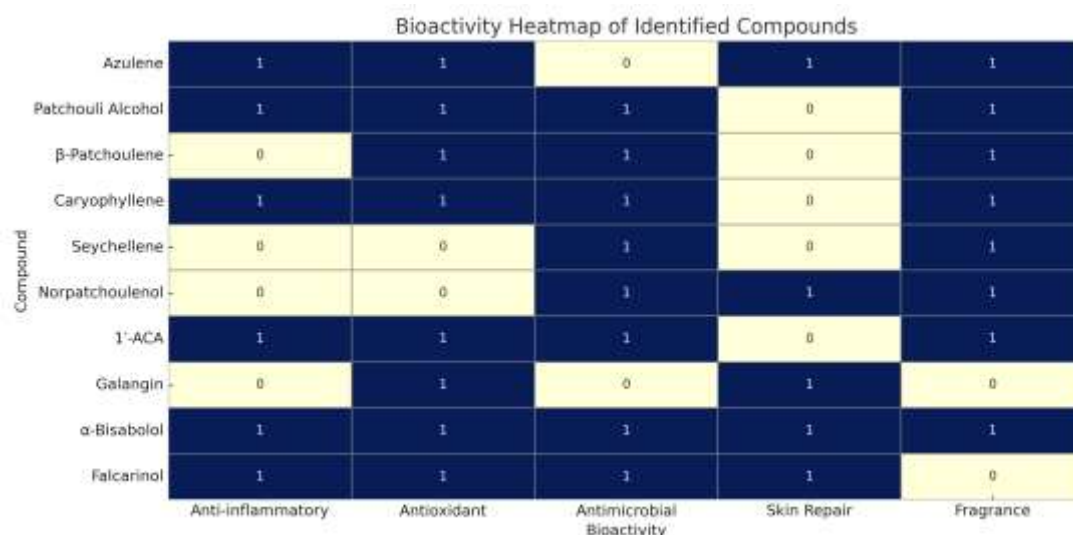 Bioactivity Heatmap of Identified Compounds
Compound
Azulene 1 1 0 1 1
Patchouli Alcohol 1 1 1 0 1
β-Patchoulene 0 1 1 0 1
Caryophyllene 1 1 1 0 1
Seychellene 0 0 1 0 1
Norpatchoulenol 0 0 1 1 1
1'-ACA 1 1 1 0 1
Galangin 0 1 0 1 0
α-Bisabolol 1 1 1 1 1
Falcarinol 1 1 1 1 0
Anti-inflammatory Antioxidant Antimicrobial Skin Repair Fragrance
Bioactivity